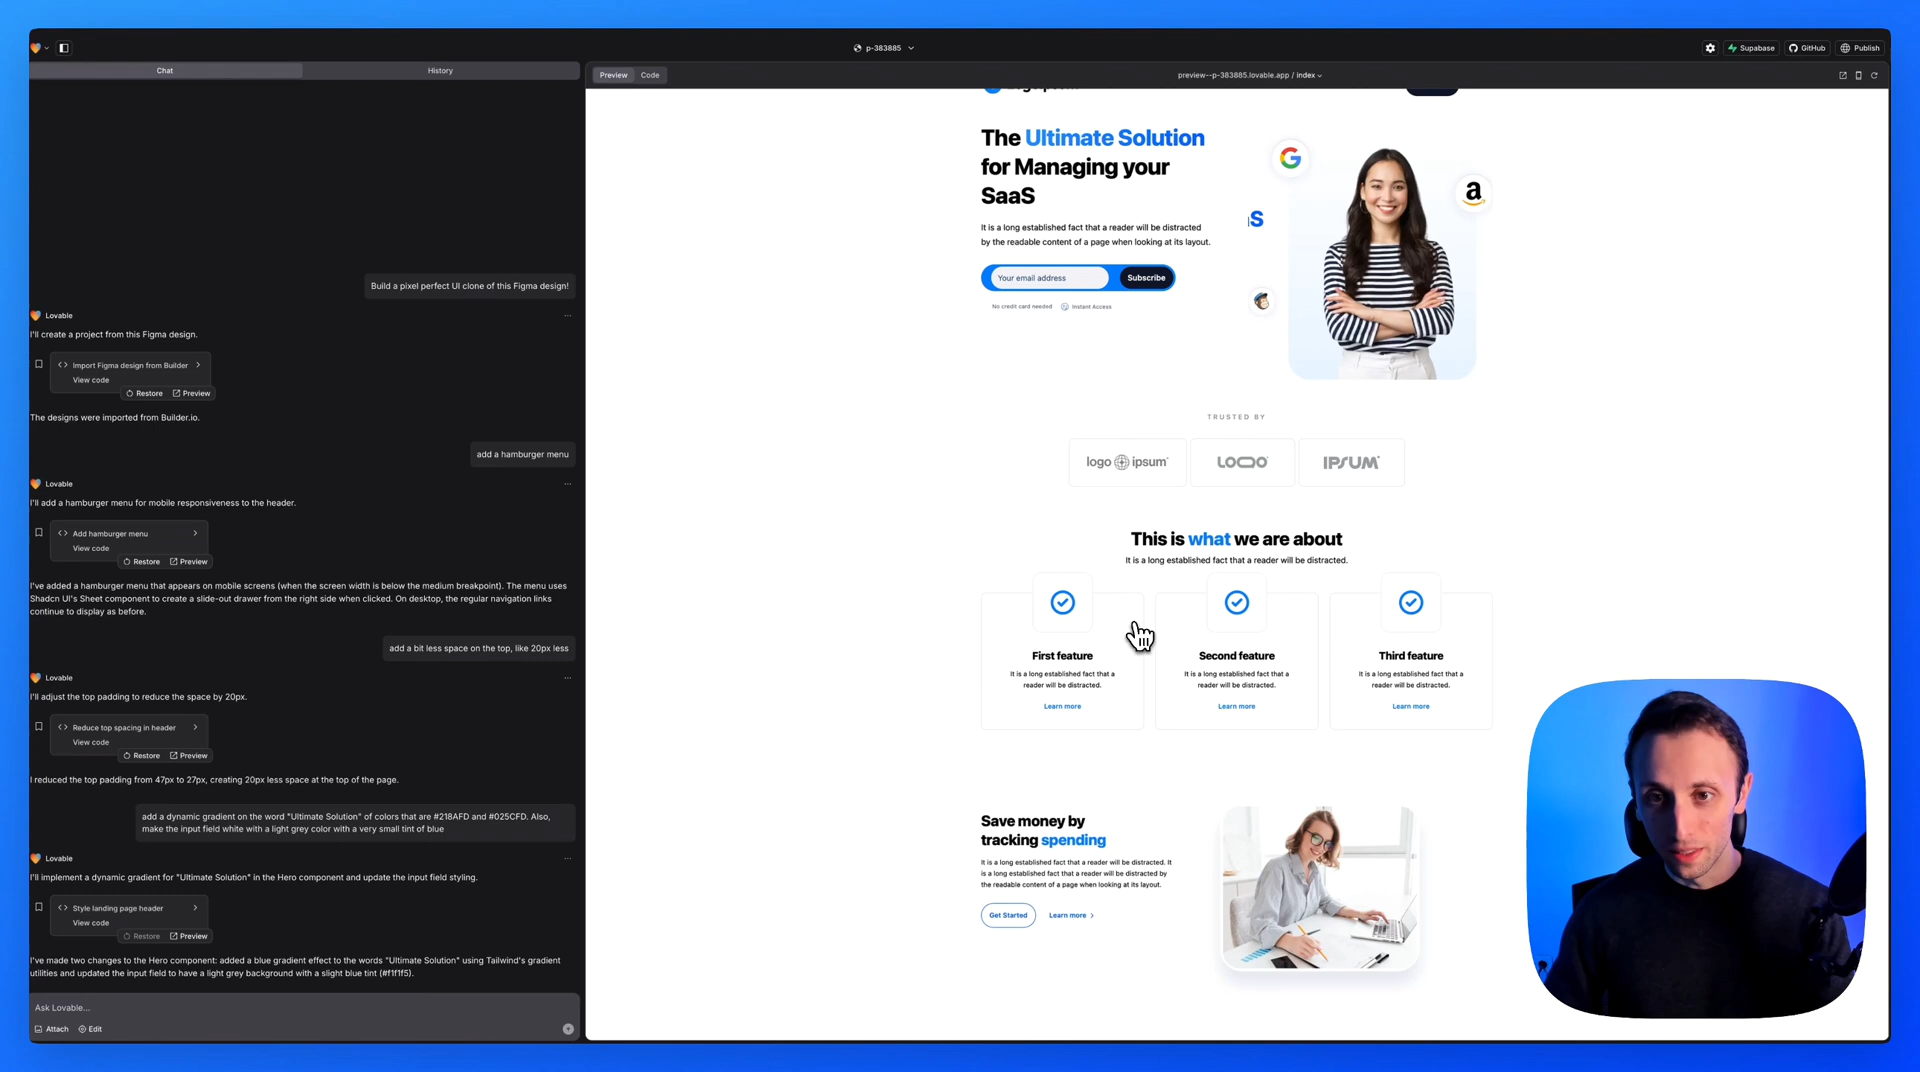 p-383885
Supabase
GitHub
Publish
Chat
History
Preview
Code
preview--p-383885.lovable.app / index
Build a pixel perfect UI clone of this Figma design!
Lovable
I'll create a project from this Figma design.
Import Figma design from Builder
View code
Restore
Preview
The designs were imported from Builder.io.
add a hamburger menu
Lovable
I'll add a hamburger menu for mobile responsiveness to the header.
Add hamburger menu
View code
Restore
Preview
I've added a hamburger menu that appears on mobile screens (when the screen width is below the medium breakpoint). The menu uses
Shadcn UI's Sheet component to create a slide-out drawer from the right side when clicked. On desktop, the regular navigation links
continue to display as before.
add a bit less space on the top, like 20px less
Lovable
I'll adjust the top padding to reduce the space by 20px.
Reduce top spacing in header
View code
Restore
Preview
I reduced the top padding from 47px to 27px, creating 20px less space at the top of the page.
add a dynamic gradient on the word "Ultimate Solution" of colors that are #218AFD and #025CFD. Also,
make the input field white with a light grey color with a very small tint of blue
Lovable
I'll implement a dynamic gradient for "Ultimate Solution" in the Hero component and update the input field styling.
Style landing page header
View code
Restore
Preview
I've made two changes to the Hero component: added a blue gradient effect to the words "Ultimate Solution" using Tailwind's gradient
utilities and updated the input field to have a light grey background with a slight blue tint (#f1f1f5).
Ask Lovable...
Attach
Edit
The Ultimate Solution
for Managing your
SaaS
It is a long established fact that a reader will be distracted
by the readable content of a page when looking at its layout.
Your email address
Subscribe
No credit card needed
Instant Access
G
a
S
TRUSTED BY
logo ipsum
LOGO
IPSUM
This is what we are about
It is a long established fact that a reader will be distracted.
First feature
It is a long established fact that a
reader will be distracted.
Learn more
Second feature
It is a long established fact that a
reader will be distracted.
Learn more
Third feature
It is a long established fact that a
reader will be distracted.
Learn more
Save money by
tracking spending
It is a long established fact that a reader will be distracted. It
is a long established fact that a reader will be distracted by
the readable content of a page when looking at its layout.
Get Started
Learn more